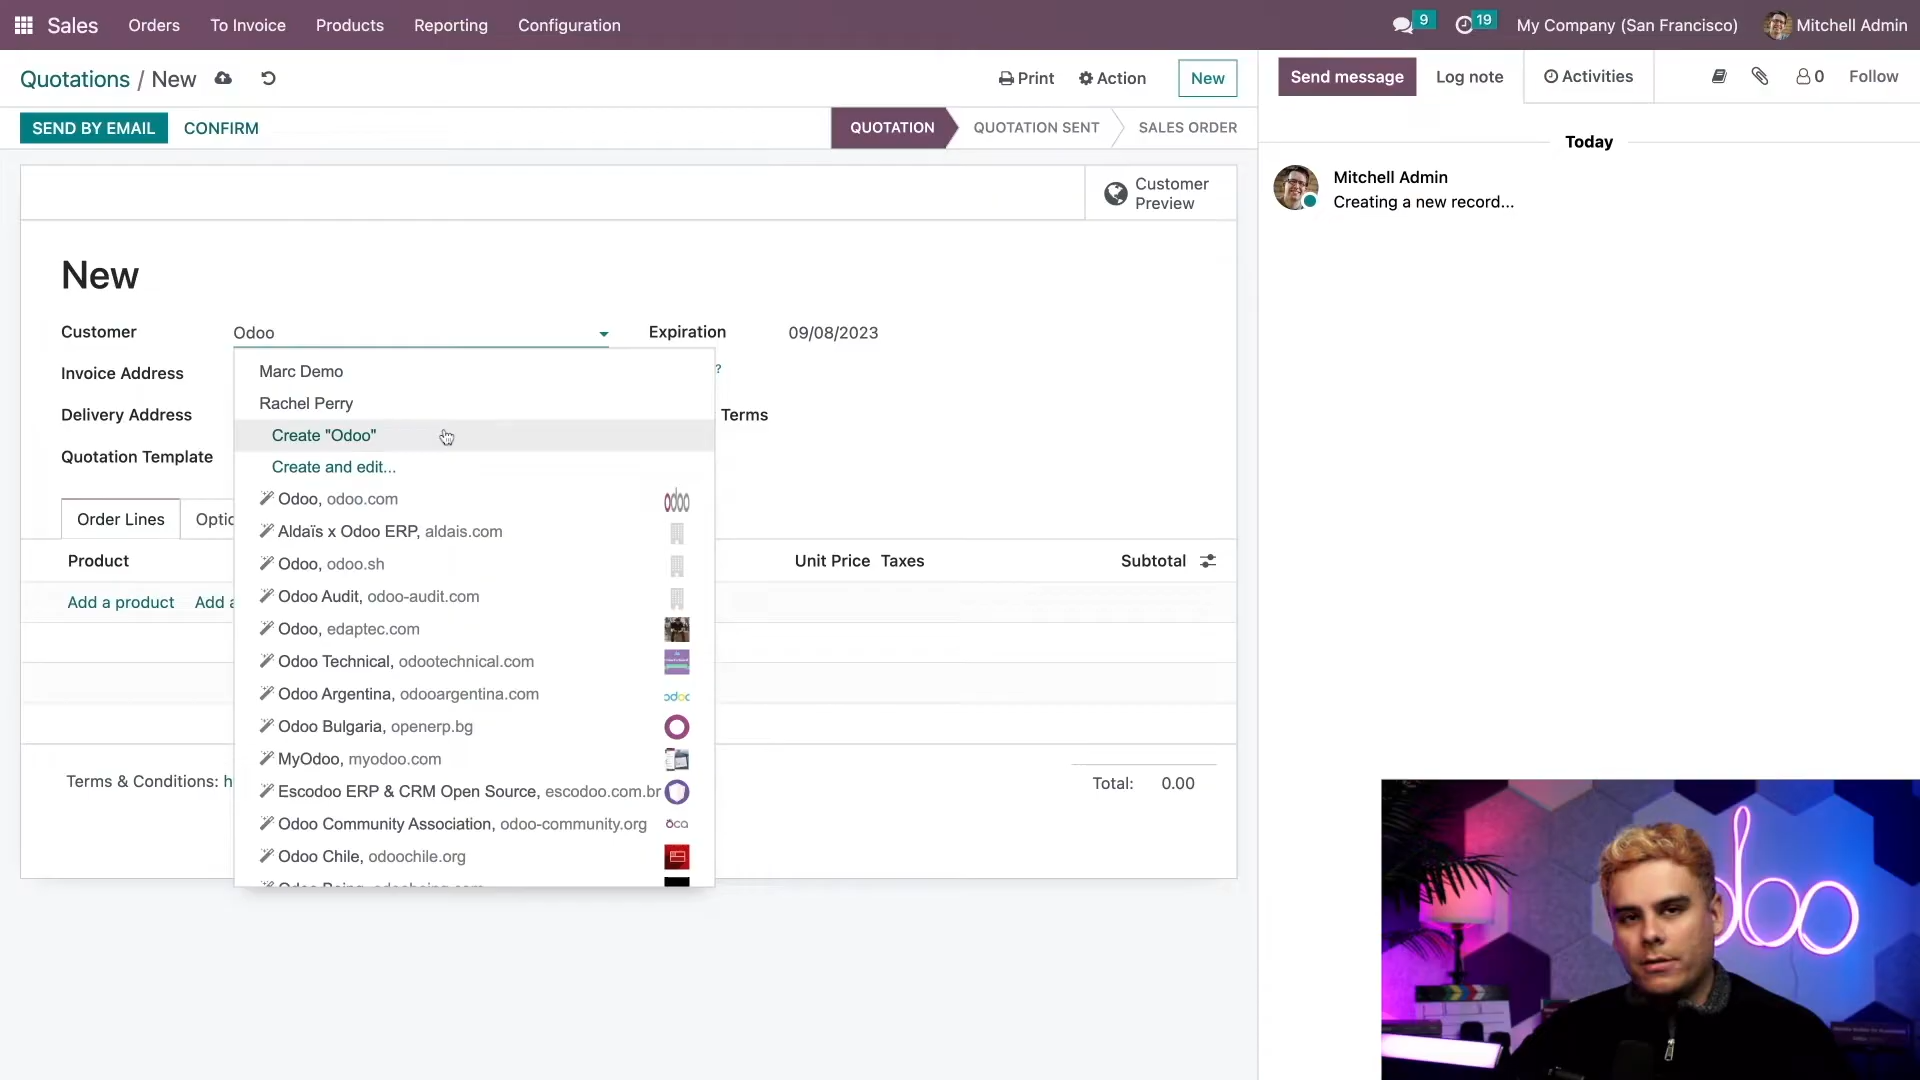 Sales Orders To Invoice Products Reporting Configuration 9 19 My Company (San Francisco) Mitchell Admin
Quotations / New Print Action New
Send message Log note Activities 0 Follow
SEND BY EMAIL CONFIRM QUOTATION QUOTATION SENT SALES ORDER
Today
Mitchell Admin
Creating a new record...
Customer
Preview
New
Customer Odoo Expiration 09/08/2023
Invoice Address ?
Delivery Address Terms
Quotation Template
Marc Demo
Rachel Perry
Create "Odoo"
Create and edit...
Odoo, odoo.com odoo
Aldaïs x Odoo ERP, aldais.com
Odoo, odoo.sh
Odoo Audit, odoo-audit.com
Odoo, edaptec.com
Odoo Technical, odootechnical.com
Odoo Argentina, odooargentina.com odoo
Odoo Bulgaria, openerp.bg
MyOdoo, myodoo.com
Escodoo ERP & CRM Open Source, escodoo.com.br
Odoo Community Association, odoo-community.org oca
Odoo Chile, odoochile.org
Order Lines Optio
Product Unit Price Taxes Subtotal
Add a product Add a
Terms & Conditions: h
Total: 0.00
odoo